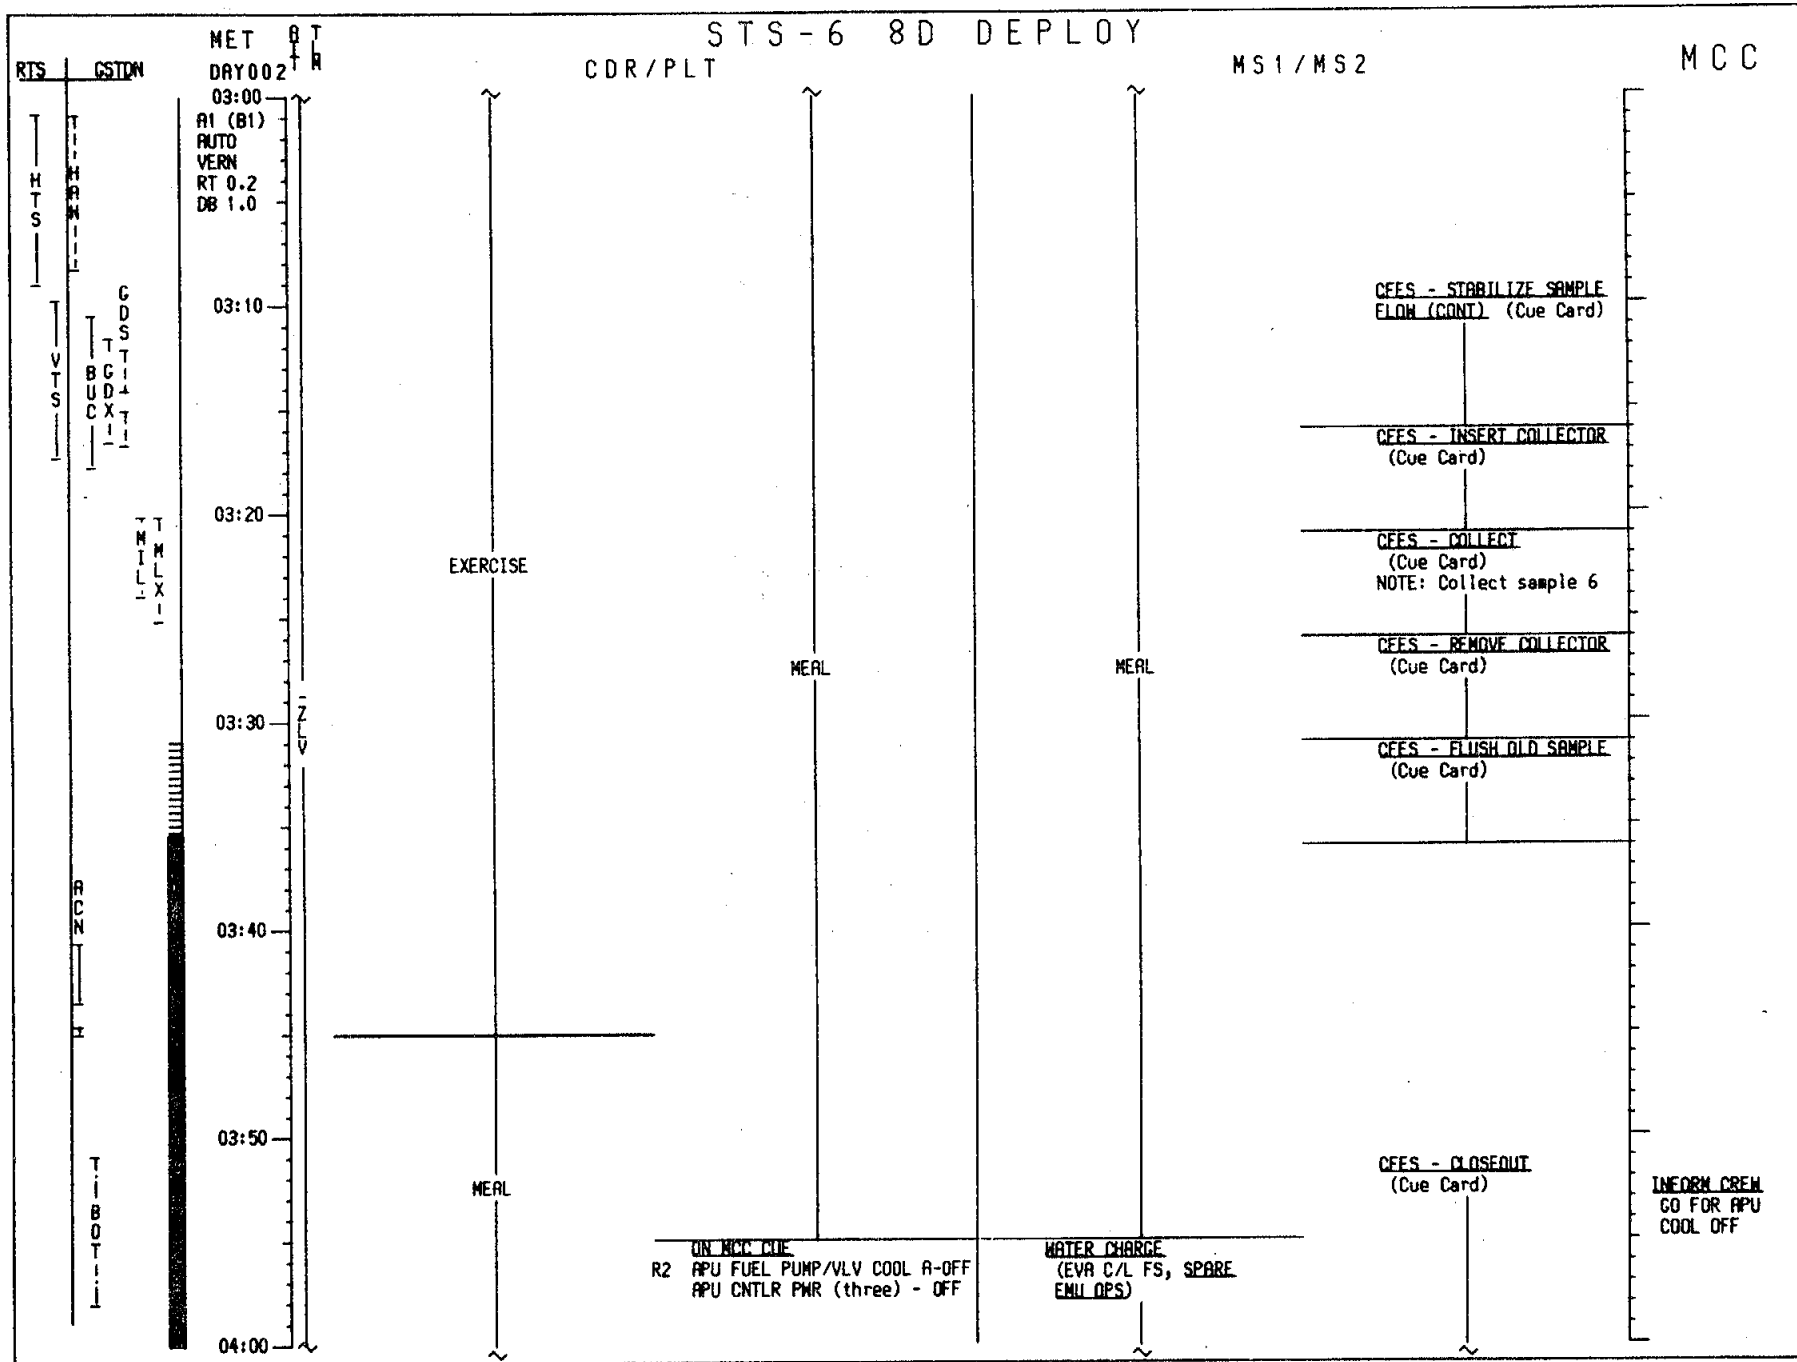 STS-6 8D DEPLOY
MET
DAY002
ATT
TLM
RTS
GSTDN
CDR/PLT
MS1/MS2
MCC
03:00
A1 (B1)
AUTO
VERN
RT 0.2
DB 1.0
HTS
HAW
03:10
GDS
VTS
BUC
GDX
03:20
MIL
MLX
03:30
-ZLV
ACN
03:40
03:50
BOT
04:00
EXERCISE
MEAL
MEAL
ON MCC CUE
R2 APU FUEL PUMP/VLV COOL A-OFF
APU CNTLR PWR (three) - OFF
MEAL
WATER CHARGE
(EVA C/L FS, SPARE
EMU OPS)
CFES - STABILIZE SAMPLE
FLOW (CONT) (Cue Card)
CFES - INSERT COLLECTOR
(Cue Card)
CFES - COLLECT
(Cue Card)
NOTE: Collect sample 6
CFES - REMOVE COLLECTOR
(Cue Card)
CFES - FLUSH OLD SAMPLE
(Cue Card)
CFES - CLOSEOUT
(Cue Card)
INFORM CREW
GO FOR APU
COOL OFF